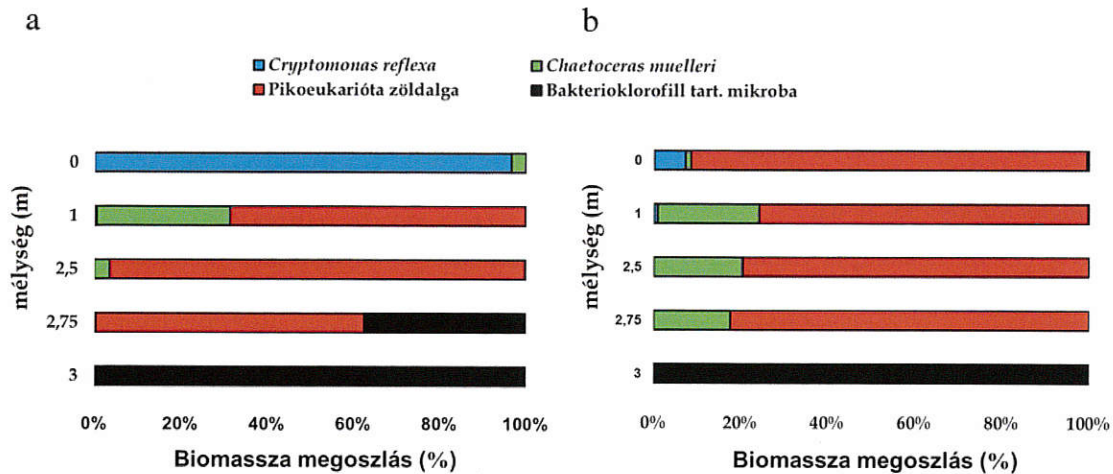 a
b
Cryptomonas reflexa
Chaetoceras muelleri
Pikoeukarióta zöldalga
Bakterioklorofill tart. mikroba
mélység (m)
0
1
2,5
2,75
3
0% 20% 40% 60% 80% 100%
Biomassza megoszlás (%)
mélység (m)
0
1
2,5
2,75
3
0% 20% 40% 60% 80% 100%
Biomassza megoszlás (%)